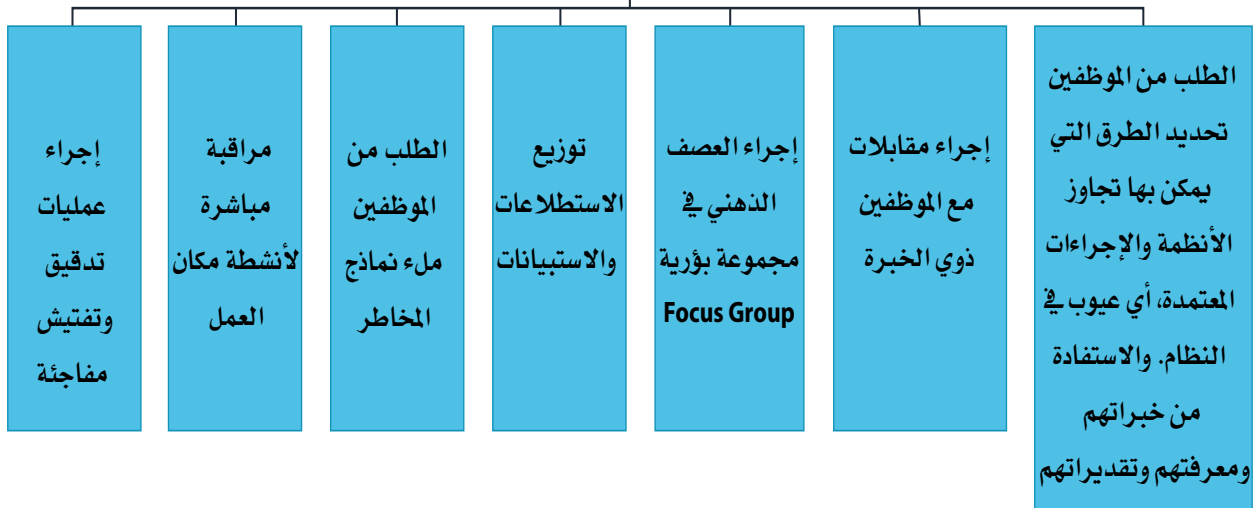 الطلب من الموظفين
تحديد الطرق التي
يمكن بها تجاوز
الأنظمة والإجراءات
المعتمدة، أي عيوب في
النظام. والاستفادة
من خبراتهم
ومعرفتهم وتقديراتهم
إجراء مقابلات
مع الموظفين
ذوي الخبرة
إجراء العصف
الذهني في
مجموعة بؤرية
Focus Group
توزيع
الاستطلاعات
والاستبيانات
الطلب من
الموظفين
ملء نماذج
المخاطر
مراقبة
مباشرة
لأنشطة مكان
العمل
إجراء
عمليات
تدقيق
وتفتيش
مفاجئة